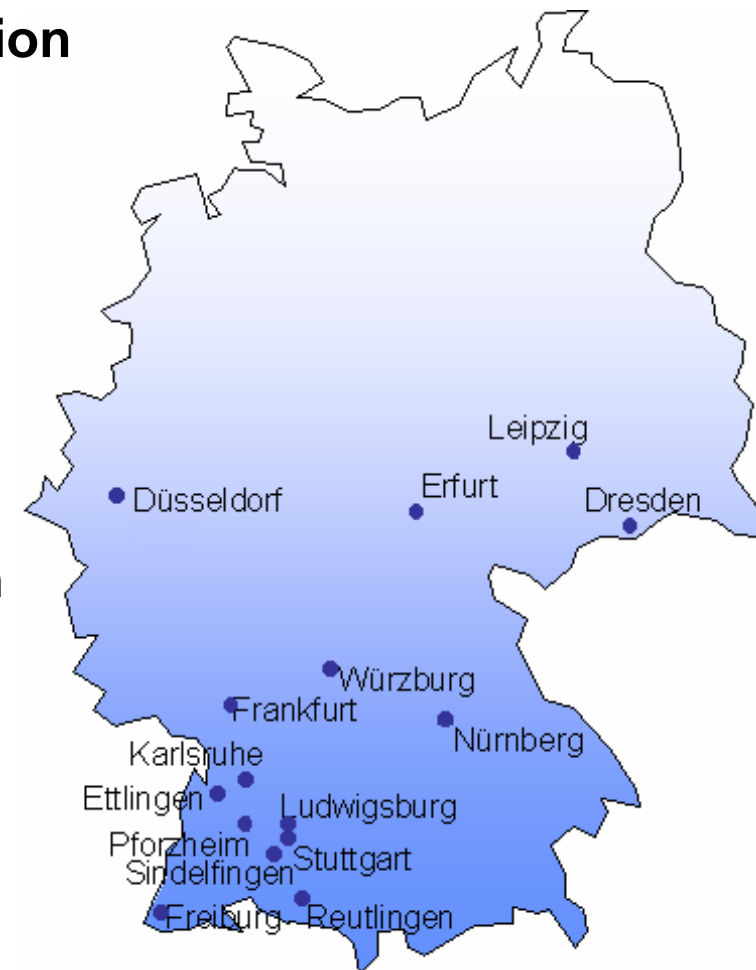 ion
Leipzig
Erfurt
Düsseldorf
Dresden
n
Würzburg
Frankfurt
Nürnberg
Karlsruhe
Ettlingen
Ludwigsburg
Pforzheim
Stuttgart
Sindelfingen
Freiburg
Reutlingen